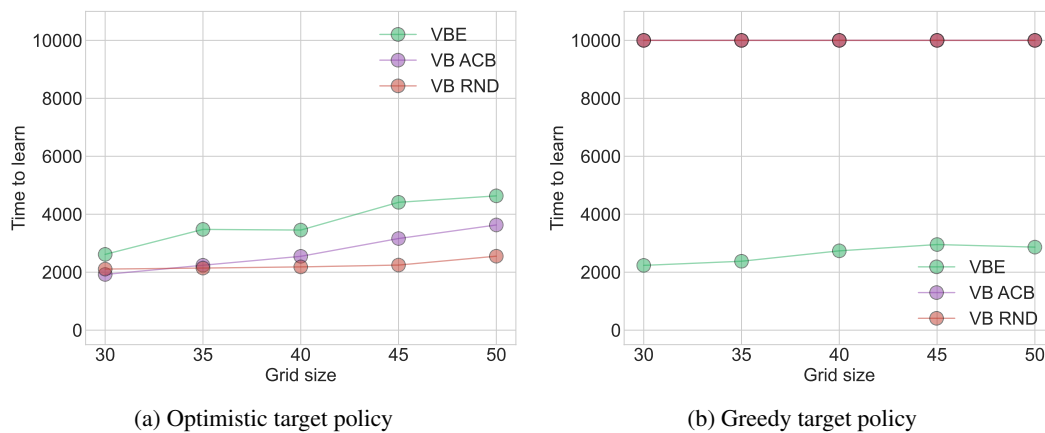 VBE
VB ACB
VB RND
10000
8000
6000
4000
2000
0
Time to learn
30 35 40 45 50
Grid size
(a) Optimistic target policy
10000
8000
6000
4000
2000
0
Time to learn
VBE
VB ACB
VB RND
30 35 40 45 50
Grid size
(b) Greedy target policy